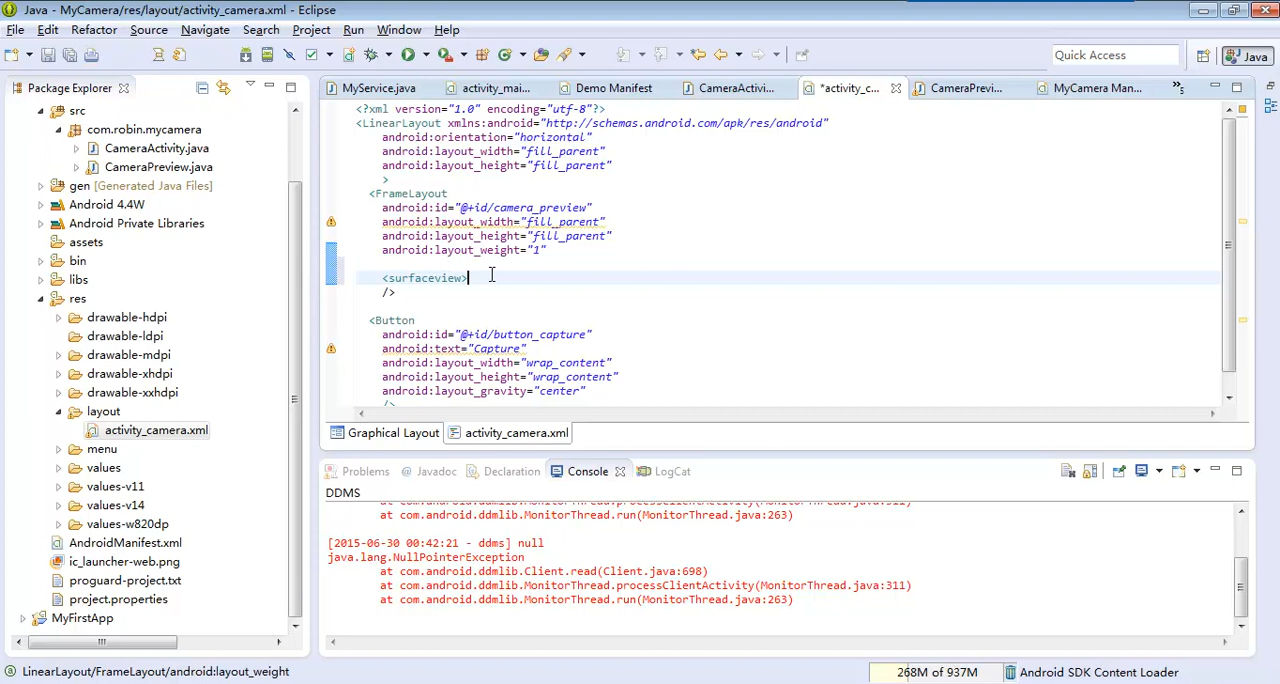 Java - MyCamera/res/layout/activity_camera.xml - Eclipse
File Edit Refactor Source Navigate Search Project Run Window Help
Quick Access
Java
Package Explorer
MyService.java activity_mai... Demo Manifest CameraActivi... *activity_c... CameraPrevi... MyCamera Man... »5
src
com.robin.mycamera
CameraActivity.java
CameraPreview.java
gen [Generated Java Files]
Android 4.4W
Android Private Libraries
assets
bin
libs
res
drawable-hdpi
drawable-ldpi
drawable-mdpi
drawable-xhdpi
drawable-xxhdpi
layout
activity_camera.xml
menu
values
values-v11
values-v14
values-w820dp
AndroidManifest.xml
ic_launcher-web.png
proguard-project.txt
project.properties
MyFirstApp
<?xml version="1.0" encoding="utf-8"?>
<LinearLayout xmlns:android="http://schemas.android.com/apk/res/android"
android:orientation="horizontal"
android:layout_width="fill_parent"
android:layout_height="fill_parent"
>
<FrameLayout
android:id="@+id/camera_preview"
android:layout_width="fill_parent"
android:layout_height="fill_parent"
android:layout_weight="1"
<surfaceview>
/>
<Button
android:id="@+id/button_capture"
android:text="Capture"
android:layout_width="wrap_content"
android:layout_height="wrap_content"
android:layout_gravity="center"
/>
Graphical Layout activity_camera.xml
Problems @ Javadoc Declaration Console LogCat
DDMS
at com.android.ddmlib.MonitorThread.processClientActivity(MonitorThread.java:311)
at com.android.ddmlib.MonitorThread.run(MonitorThread.java:263)
[2015-06-30 00:42:21 - ddms] null
java.lang.NullPointerException
at com.android.ddmlib.Client.read(Client.java:698)
at com.android.ddmlib.MonitorThread.processClientActivity(MonitorThread.java:311)
at com.android.ddmlib.MonitorThread.run(MonitorThread.java:263)
LinearLayout/FrameLayout/android:layout_weight
268M of 937M
Android SDK Content Loader